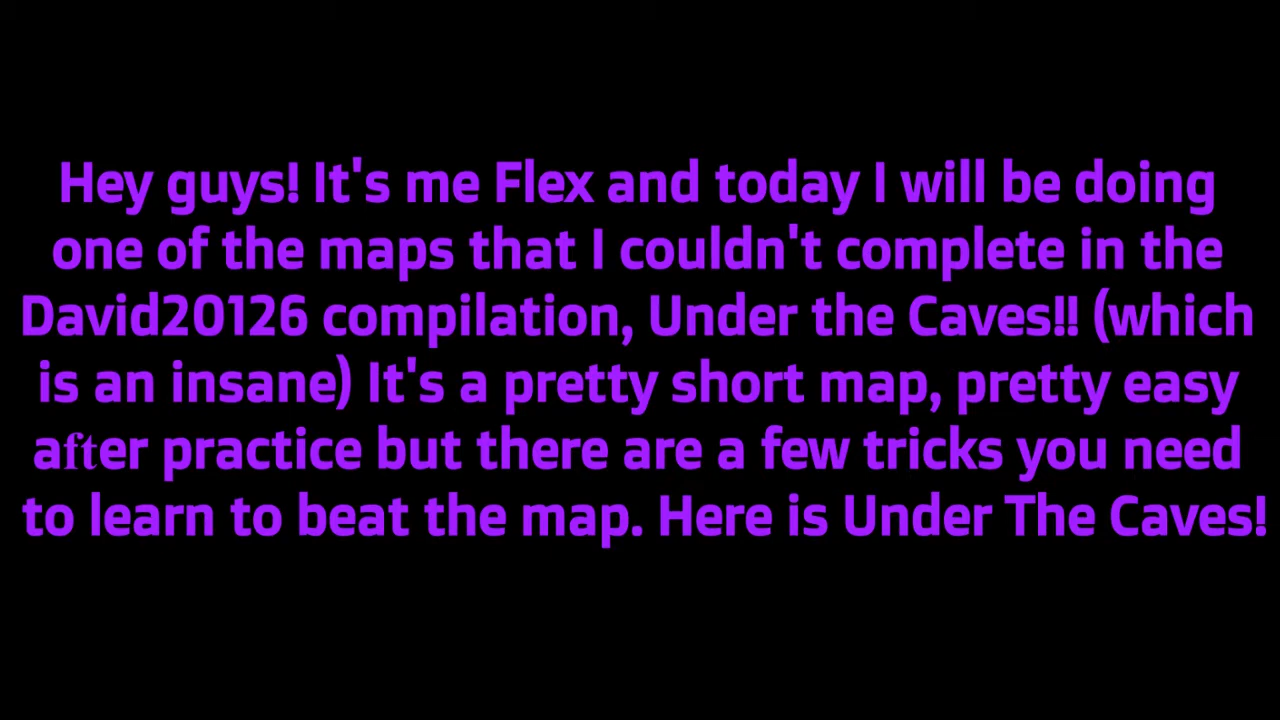 Hey guys! It's me Flex and today I will be doing
one of the maps that I couldn't complete in the
David20126 compilation, Under the Caves!! (which
is an insane) It's a pretty short map, pretty easy
after practice but there are a few tricks you need
to learn to beat the map. Here is Under The Caves!